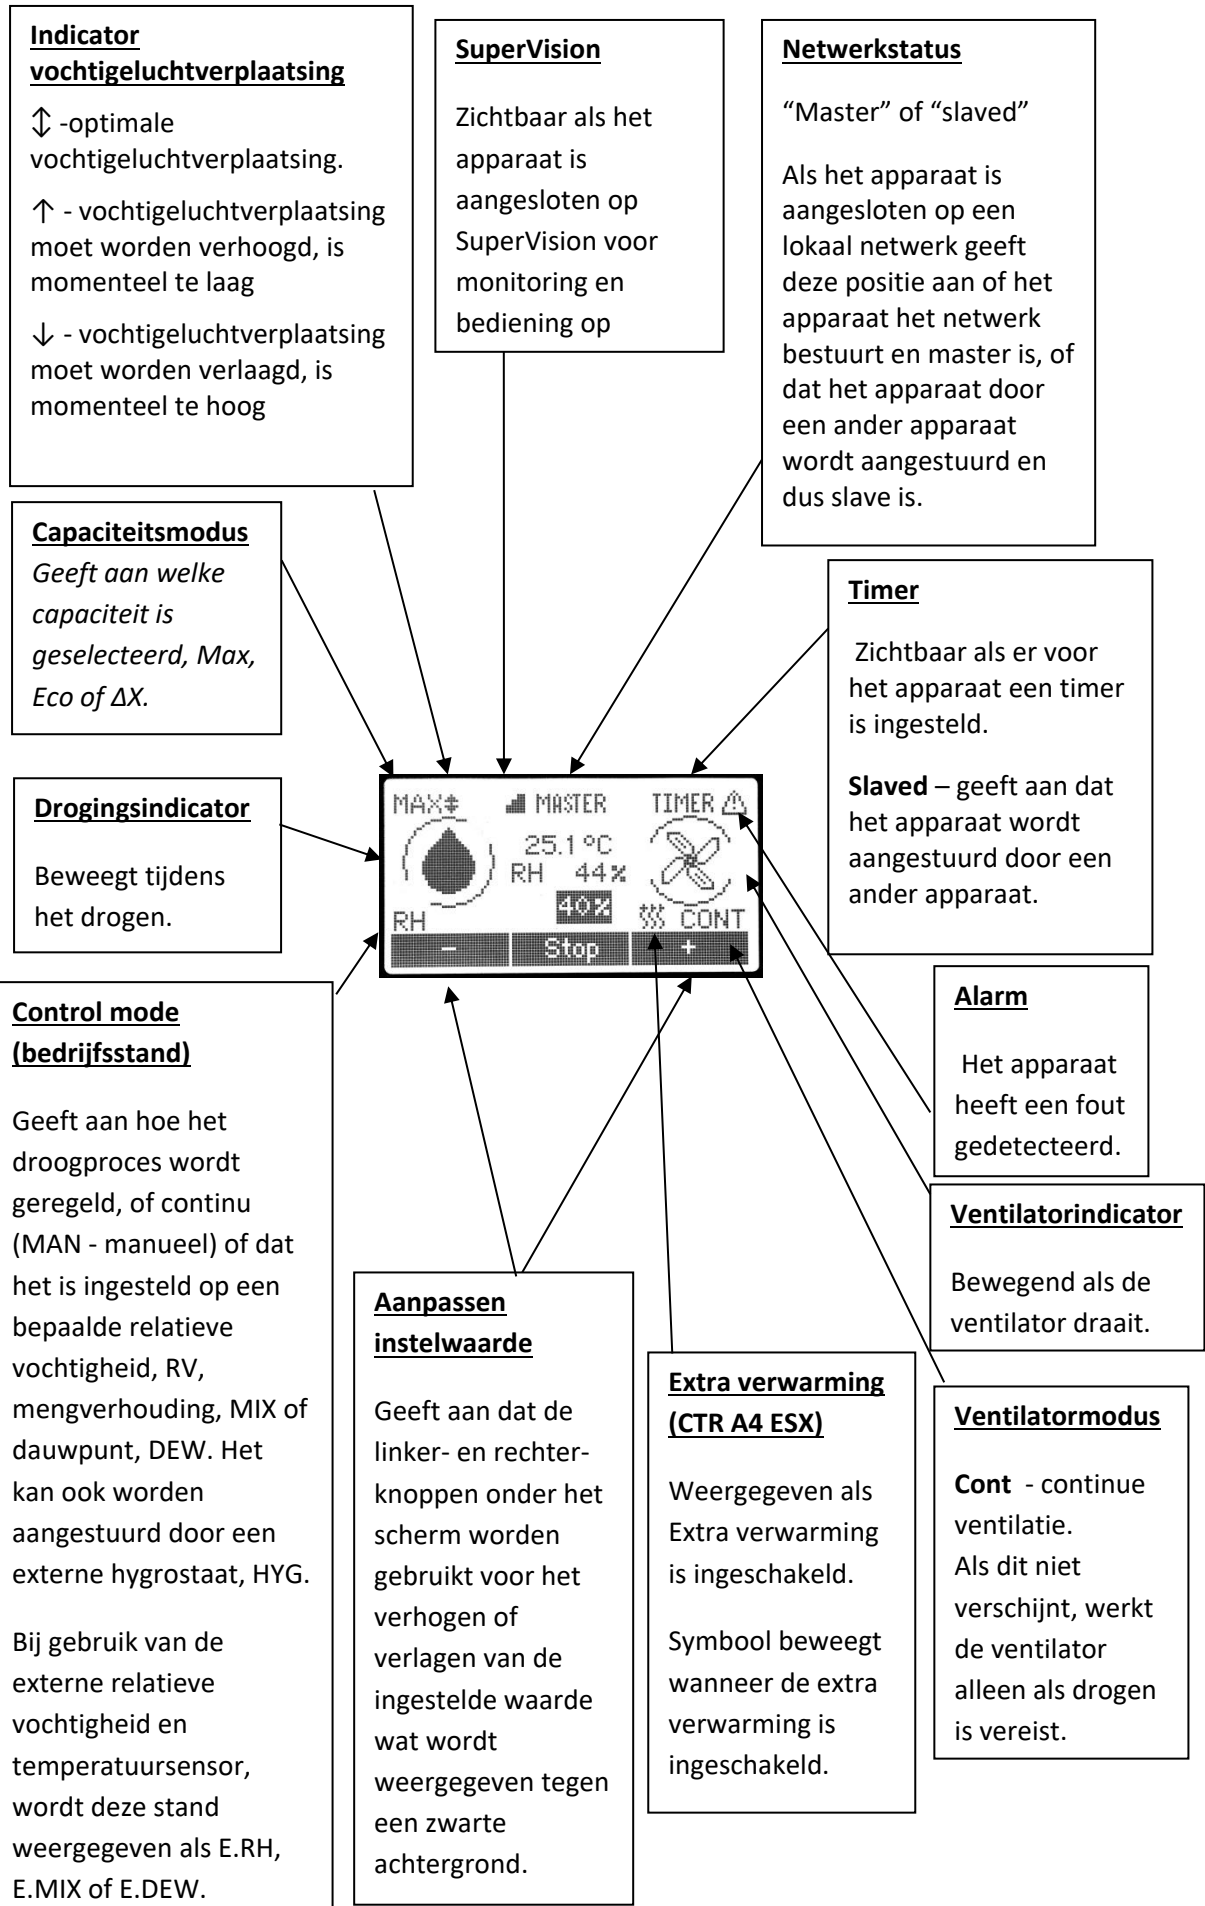 Indicator
vochtigeluchtverplaatsing
↕ -optimale
vochtigeluchtverplaatsing.
↑ - vochtigeluchtverplaatsing
moet worden verhoogd, is
momenteel te laag
↓ - vochtigeluchtverplaatsing
moet worden verlaagd, is
momenteel te hoog
SuperVision
Zichtbaar als het
apparaat is
aangesloten op
SuperVision voor
monitoring en
bediening op
Netwerkstatus
“Master” of “slaved”
Als het apparaat is
aangesloten op een
lokaal netwerk geeft
deze positie aan of het
apparaat het netwerk
bestuurt en master is, of
dat het apparaat door
een ander apparaat
wordt aangestuurd en
dus slave is.
Capaciteitsmodus
Geeft aan welke
capaciteit is
geselecteerd, Max,
Eco of ΔX.
Timer
Zichtbaar als er voor
het apparaat een timer
is ingesteld.
Slaved – geeft aan dat
het apparaat wordt
aangestuurd door een
ander apparaat.
Drogingsindicator
Beweegt tijdens
het drogen.
MAX↕ MASTER TIMER
25.1 °C
RH 44%
40%
RH CONT
- Stop +
Control mode
(bedrijfsstand)
Geeft aan hoe het
droogproces wordt
geregeld, of continu
(MAN - manueel) of dat
het is ingesteld op een
bepaalde relatieve
vochtigheid, RV,
mengverhouding, MIX of
dauwpunt, DEW. Het
kan ook worden
aangestuurd door een
externe hygrostaat, HYG.
Bij gebruik van de
externe relatieve
vochtigheid en
temperatuursensor,
wordt deze stand
weergegeven als E.RH,
E.MIX of E.DEW.
Alarm
Het apparaat
heeft een fout
gedetecteerd.
Ventilatorindicator
Bewegend als de
ventilator draait.
Aanpassen
instelwaarde
Geeft aan dat de
linker- en rechter-
knoppen onder het
scherm worden
gebruikt voor het
verhogen of
verlagen van de
ingestelde waarde
wat wordt
weergegeven tegen
een zwarte
achtergrond.
Extra verwarming
(CTR A4 ESX)
Weergegeven als
Extra verwarming
is ingeschakeld.
Symbool beweegt
wanneer de extra
verwarming is
ingeschakeld.
Ventilatormodus
Cont - continue
ventilatie.
Als dit niet
verschijnt, werkt
de ventilator
alleen als drogen
is vereist.